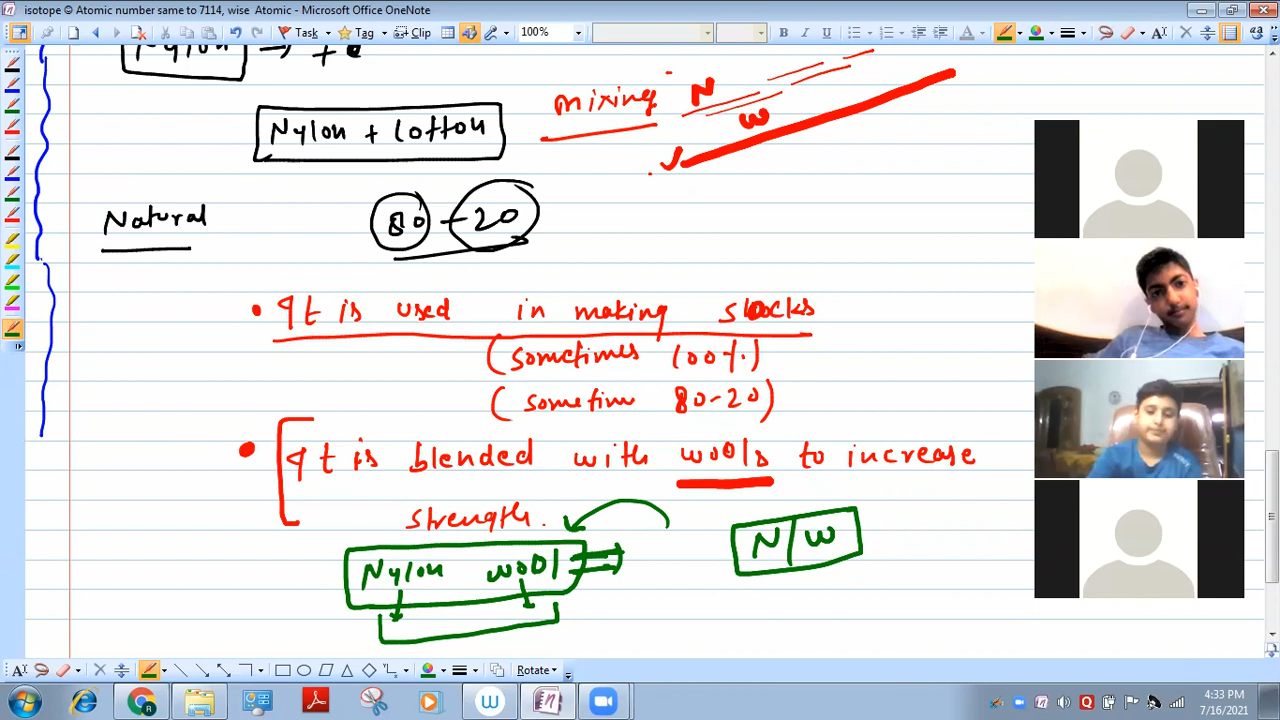 isotope © Atomic number same to 7114, wise Atomic - Microsoft Office OneNote
Task
Tag
Clip
100%
B I U
Nylon → + e
Nylon + Cotton
mixing
N
W
Natural
80 - 20
• It is used in making socks
(sometimes 100%)
(sometime 80-20)
• It is blended with wools to increase
strength.
Nylon wool
N/W
Rotate
4:33 PM
7/16/2021